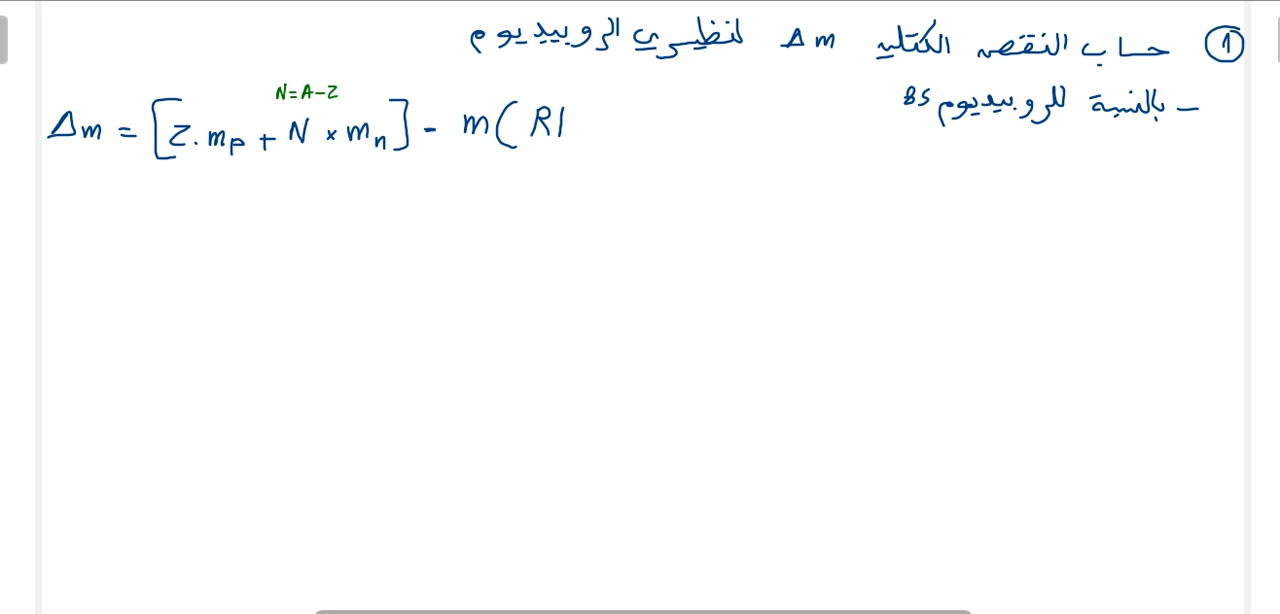 ① حساب النقص الكتلي Δm لنظيري الروبيديوم
- بالنسبة للروبيديوم 85
N=A-Z
Δm = [Z.mp + N × mn] - m( Rl